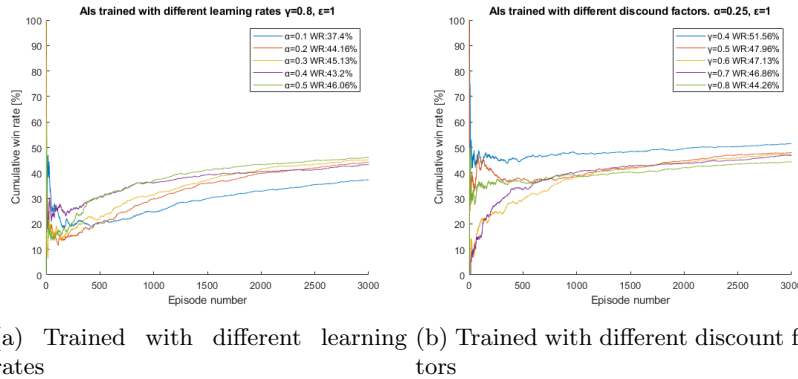 AIs trained with different learning rates γ=0.8, ε=1
100
90
80
70
60
50
40
30
20
10
0
Cumulative win rate [%]
0 500 1000 1500 2000 2500 3000
Episode number
α=0.1 WR:37.4%
α=0.2 WR:44.16%
α=0.3 WR:45.13%
α=0.4 WR:43.2%
α=0.5 WR:46.06%
AIs trained with different discound factors. α=0.25, ε=1
100
90
80
70
60
50
40
30
20
10
0
Cumulative win rate [%]
0 500 1000 1500 2000 2500 3000
Episode number
γ=0.4 WR:51.56%
γ=0.5 WR:47.96%
γ=0.6 WR:47.13%
γ=0.7 WR:46.86%
γ=0.8 WR:44.26%
a) Trained with different learning
rates
(b) Trained with different discount f
tors